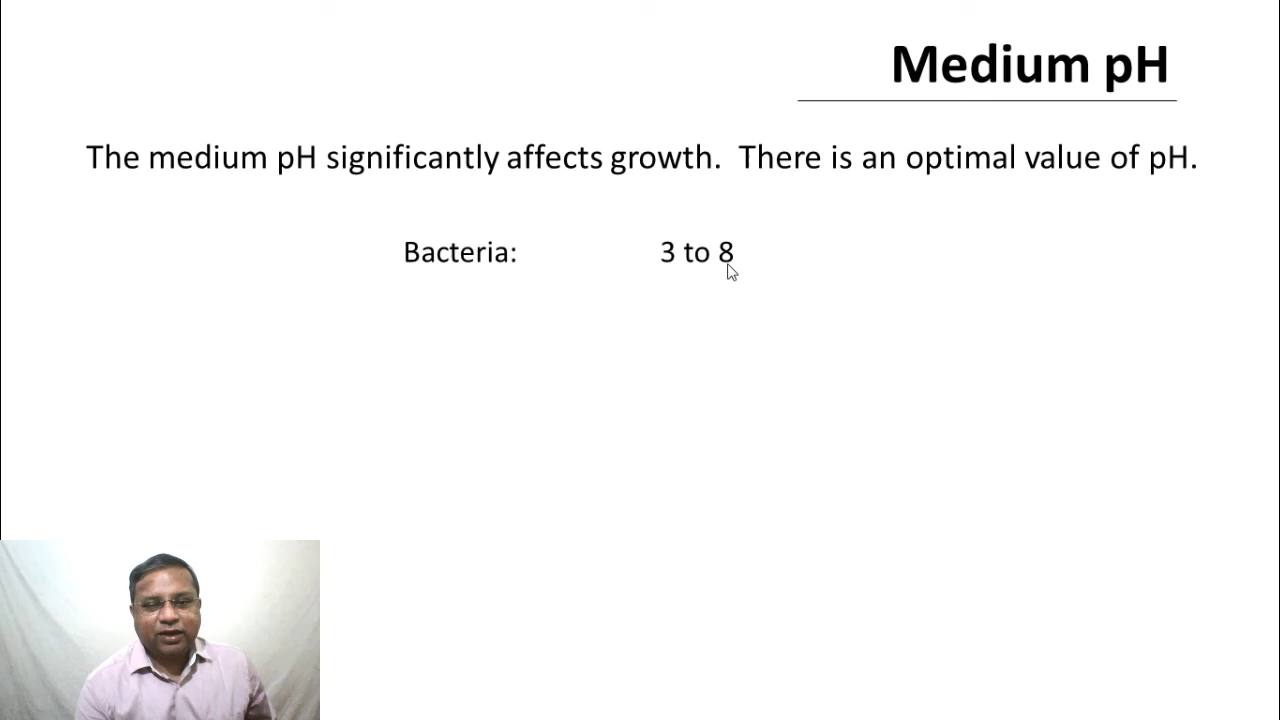 Medium pH
The medium pH significantly affects growth.  There is an optimal value of pH.
Bacteria: 3 to 8